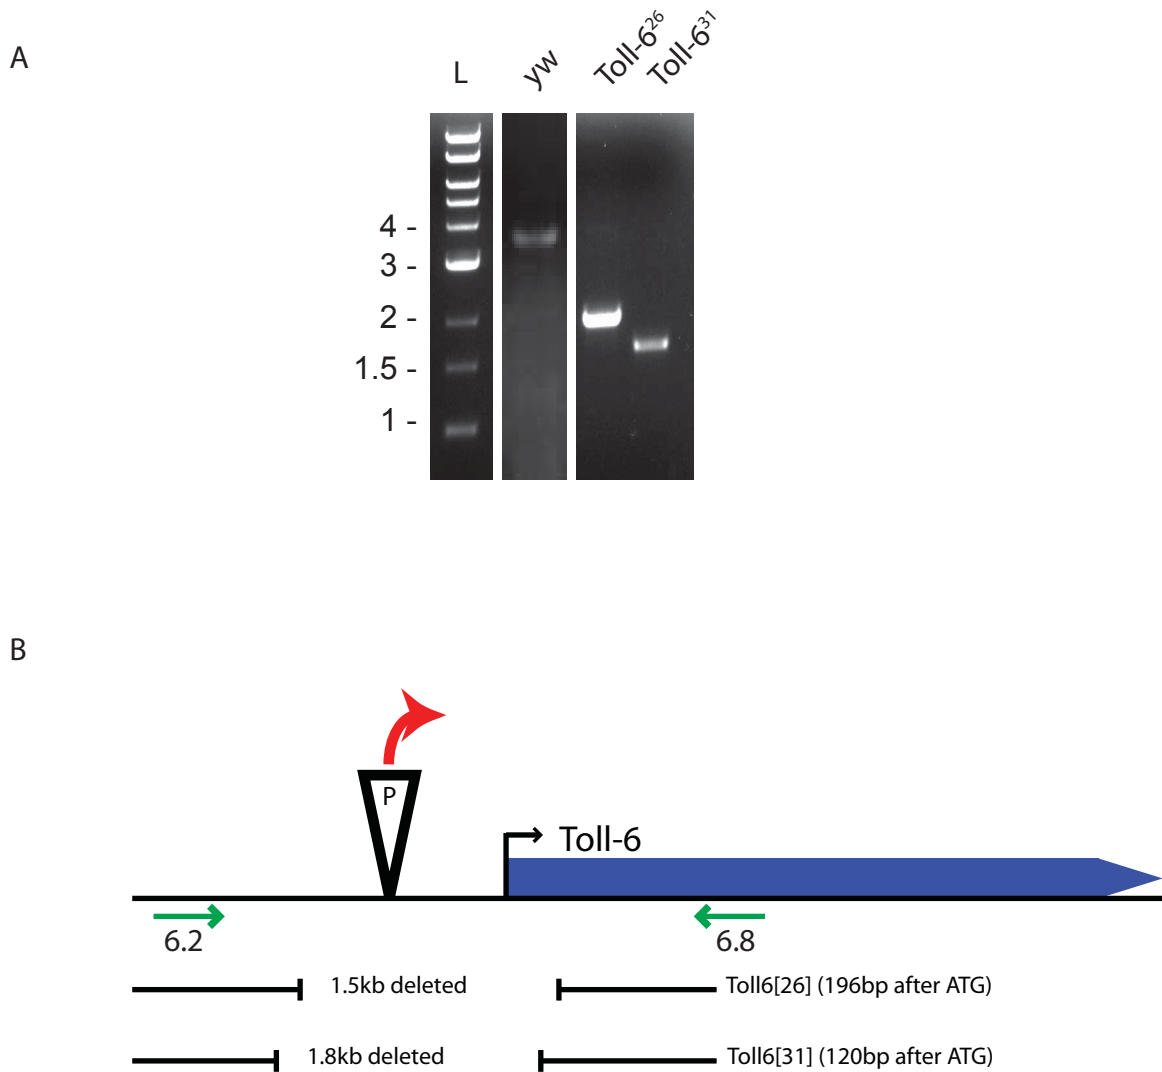 A
L yw Toll-6²⁶ Toll-6³¹
4 -
3 -
2 -
1.5 -
1 -
B
P
Toll-6
6.2 6.8
1.5kb deleted Toll6[26] (196bp after ATG)
1.8kb deleted Toll6[31] (120bp after ATG)